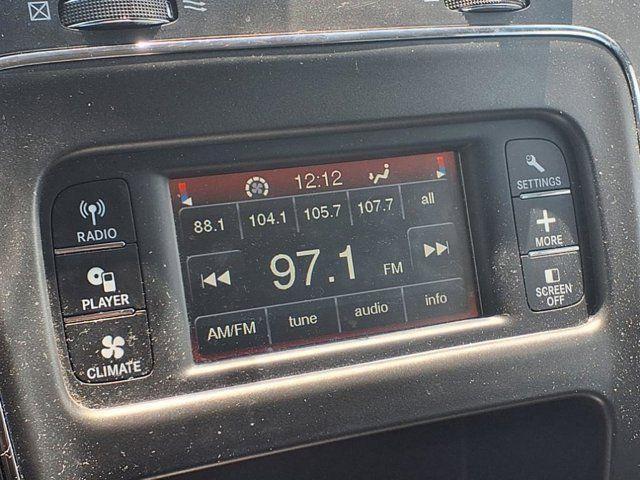 12:12
88.1 104.1 105.7 107.7 all
97.1 FM
AM/FM tune audio info
RADIO
PLAYER
CLIMATE
SETTINGS
MORE
SCREEN
OFF